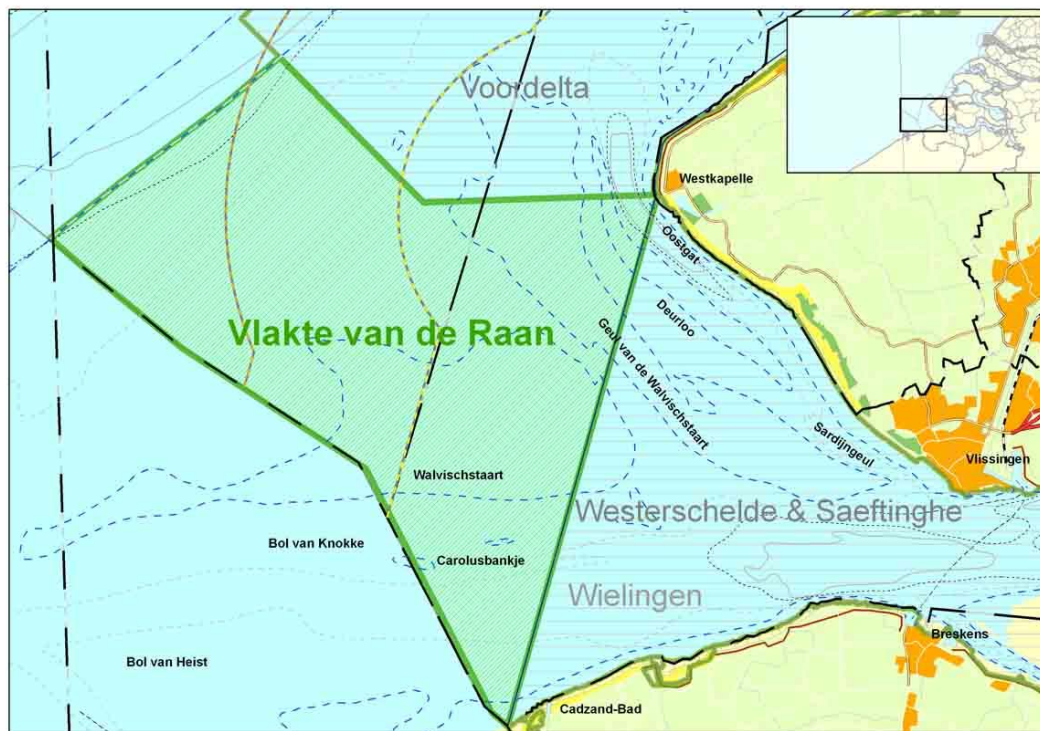 Voordelta
Westkapelle
Oostgat
Deurloo
Vlakte van de Raan
Geul van de Walvischstaart
Sardijngeul
Vlissingen
Walvischstaart
Westerschelde & Saeftinghe
Bol van Knokke
Carolusbankje
Wielingen
Breskens
Bol van Heist
Cadzand-Bad